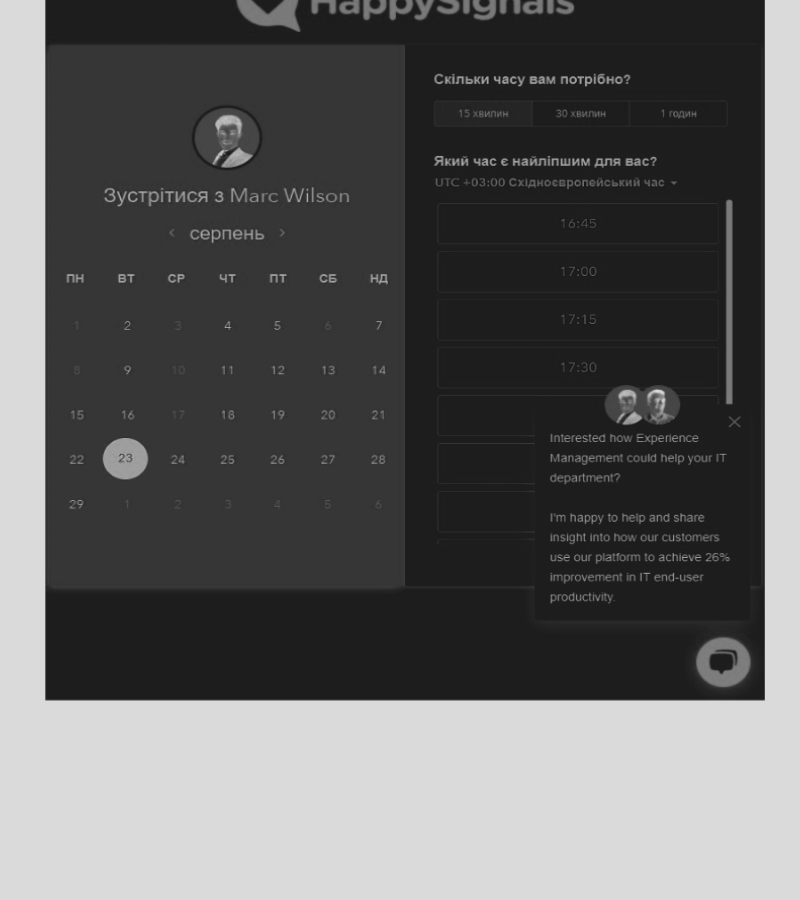 HappySignals
Зустрітися з Marc Wilson
серпень
ПН ВТ СР ЧТ ПТ СБ НД
1 2 3 4 5 6 7
8 9 10 11 12 13 14
15 16 17 18 19 20 21
22 23 24 25 26 27 28
29 1 2 3 4 5 6
Скільки часу вам потрібно?
15 хвилин 30 хвилин 1 годин
Який час є найліпшим для вас?
UTC +03:00 Східноєвропейський час
16:45
17:00
17:15
17:30
Interested how Experience
Management could help your IT
department?
I'm happy to help and share
insight into how our customers
use our platform to achieve 26%
improvement in IT end-user
productivity.